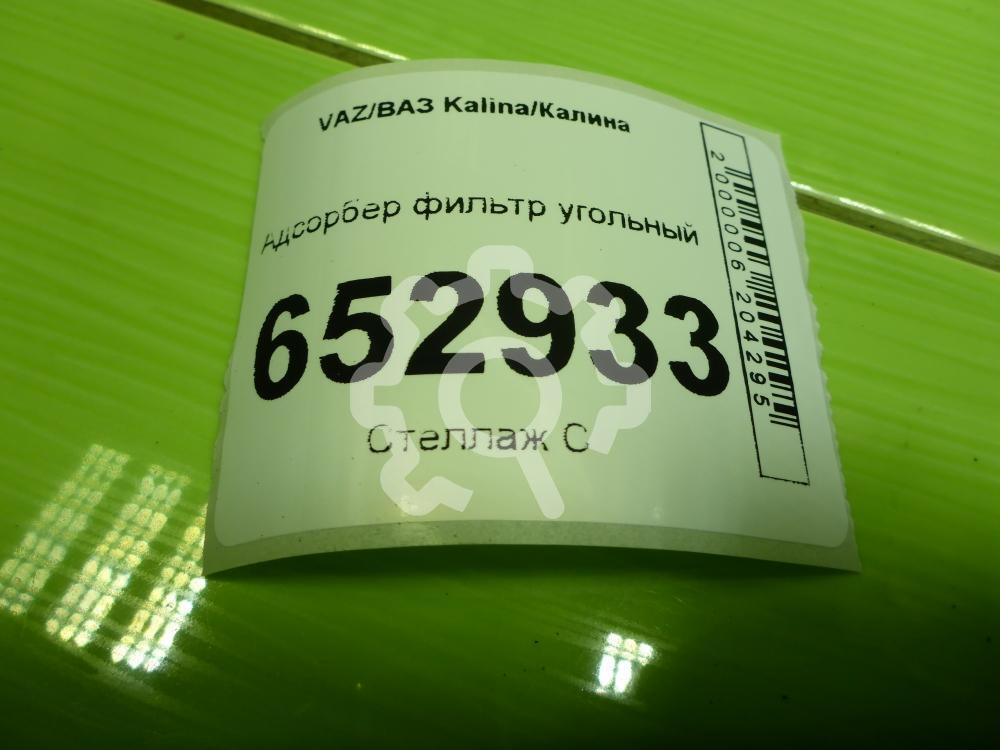 VAZ/ВАЗ Kalina/Калина
Адсорбер фильтр угольный
652933
Стеллаж С
2000006204295